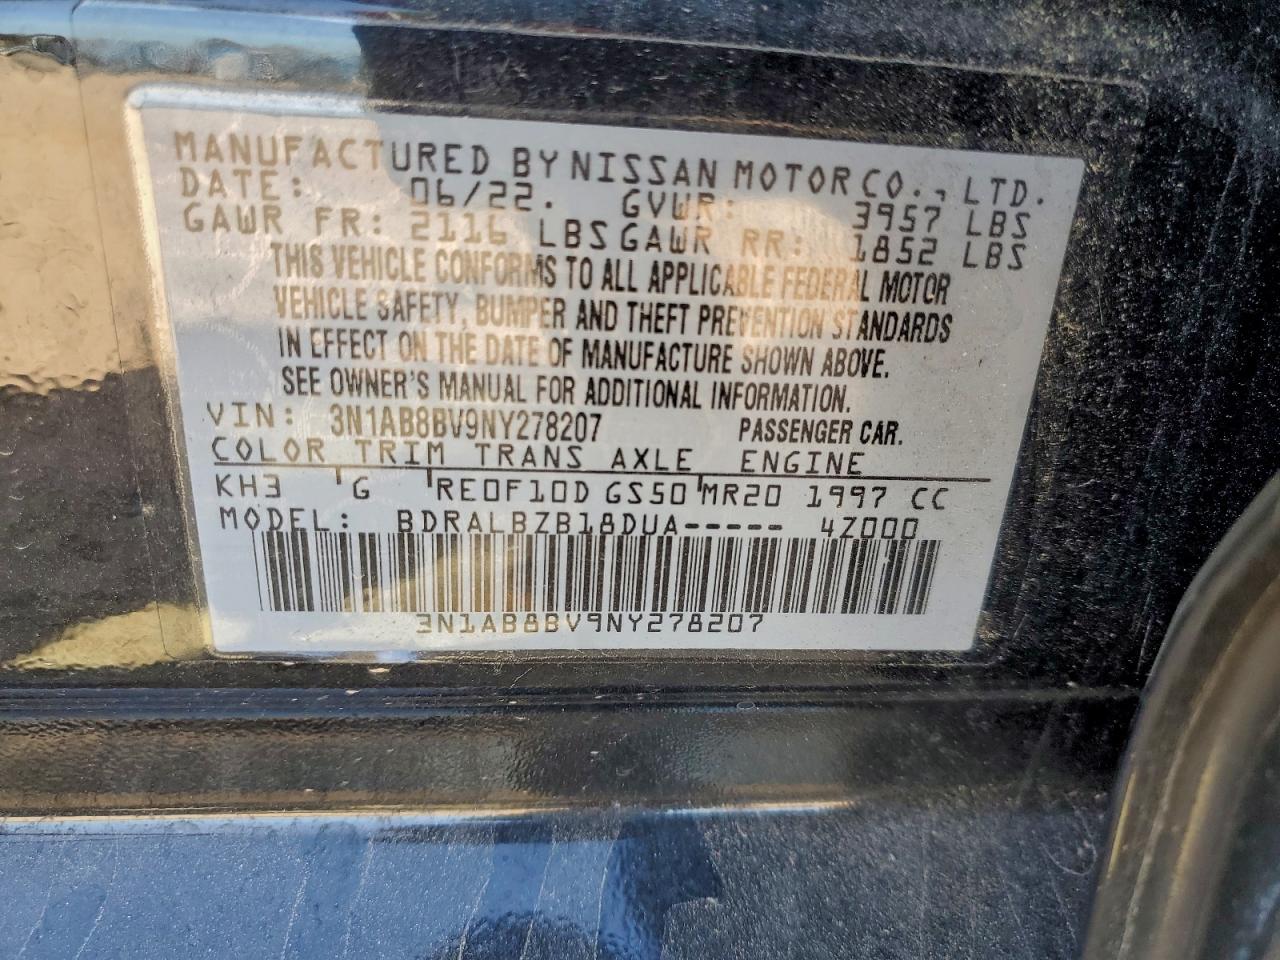 MANUFACTURED BY NISSAN MOTOR CO., LTD.
DATE: 06/22. GVWR: 3957 LBS
GAWR FR: 2116 LBS GAWR RR: 1852 LBS
THIS VEHICLE CONFORMS TO ALL APPLICABLE FEDERAL MOTOR
VEHICLE SAFETY, BUMPER AND THEFT PREVENTION STANDARDS
IN EFFECT ON THE DATE OF MANUFACTURE SHOWN ABOVE.
SEE OWNER'S MANUAL FOR ADDITIONAL INFORMATION.
VIN: 3N1AB8BV9NY278207 PASSENGER CAR.
COLOR TRIM TRANS AXLE ENGINE
KH3 G RE0F10D GS50 MR20 1997 CC
MODEL: BDRALBZB18DUA----- 4Z000
3N1AB8BV9NY278207